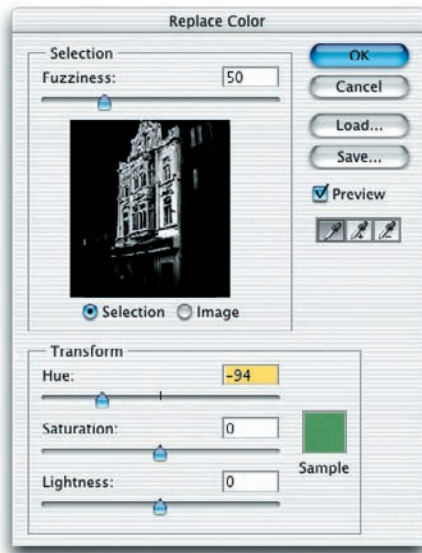 Replace Color
Selection
Fuzziness: 50
Selection Image
OK
Cancel
Load...
Save...
Preview
Transform
Hue: -94
Saturation: 0
Lightness: 0
Sample